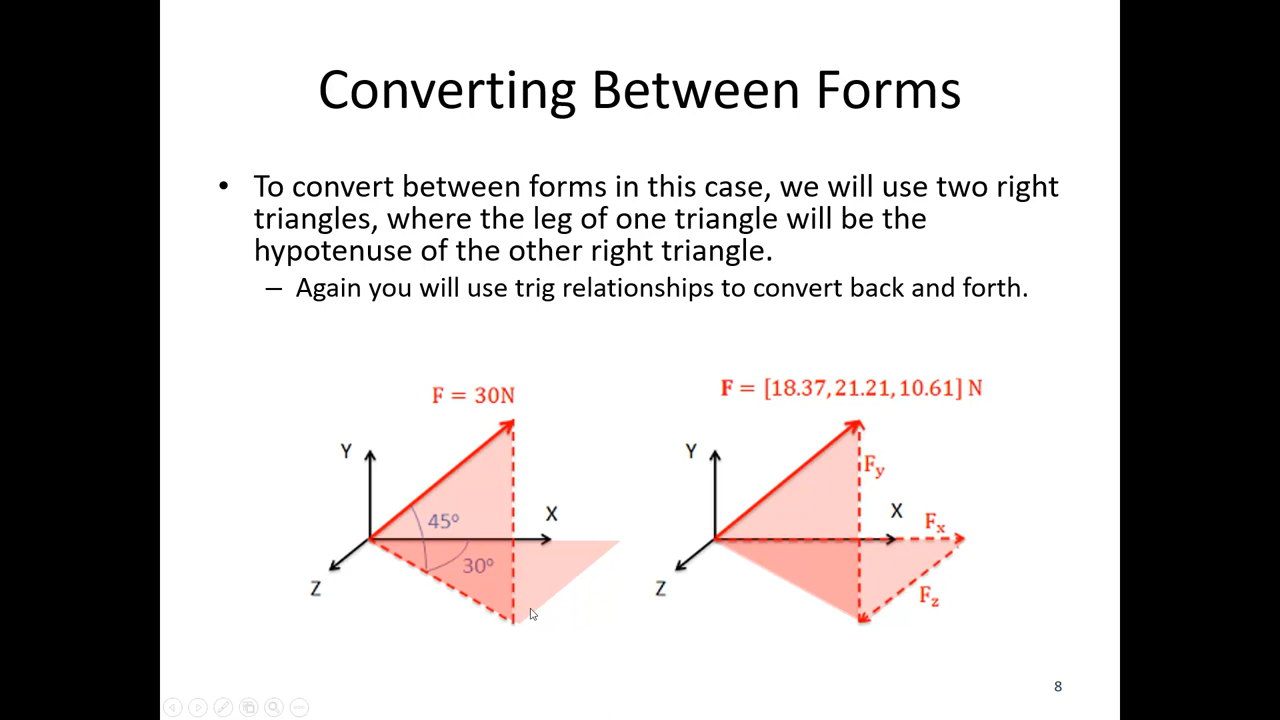 Converting Between Forms
• To convert between forms in this case, we will use two right
triangles, where the leg of one triangle will be the
hypotenuse of the other right triangle.
– Again you will use trig relationships to convert back and forth.
F = 30N
F = [18.37, 21.21, 10.61] N
Y
45º
X
30º
Z
Y
Fy
X
Fx
Z
Fz
8